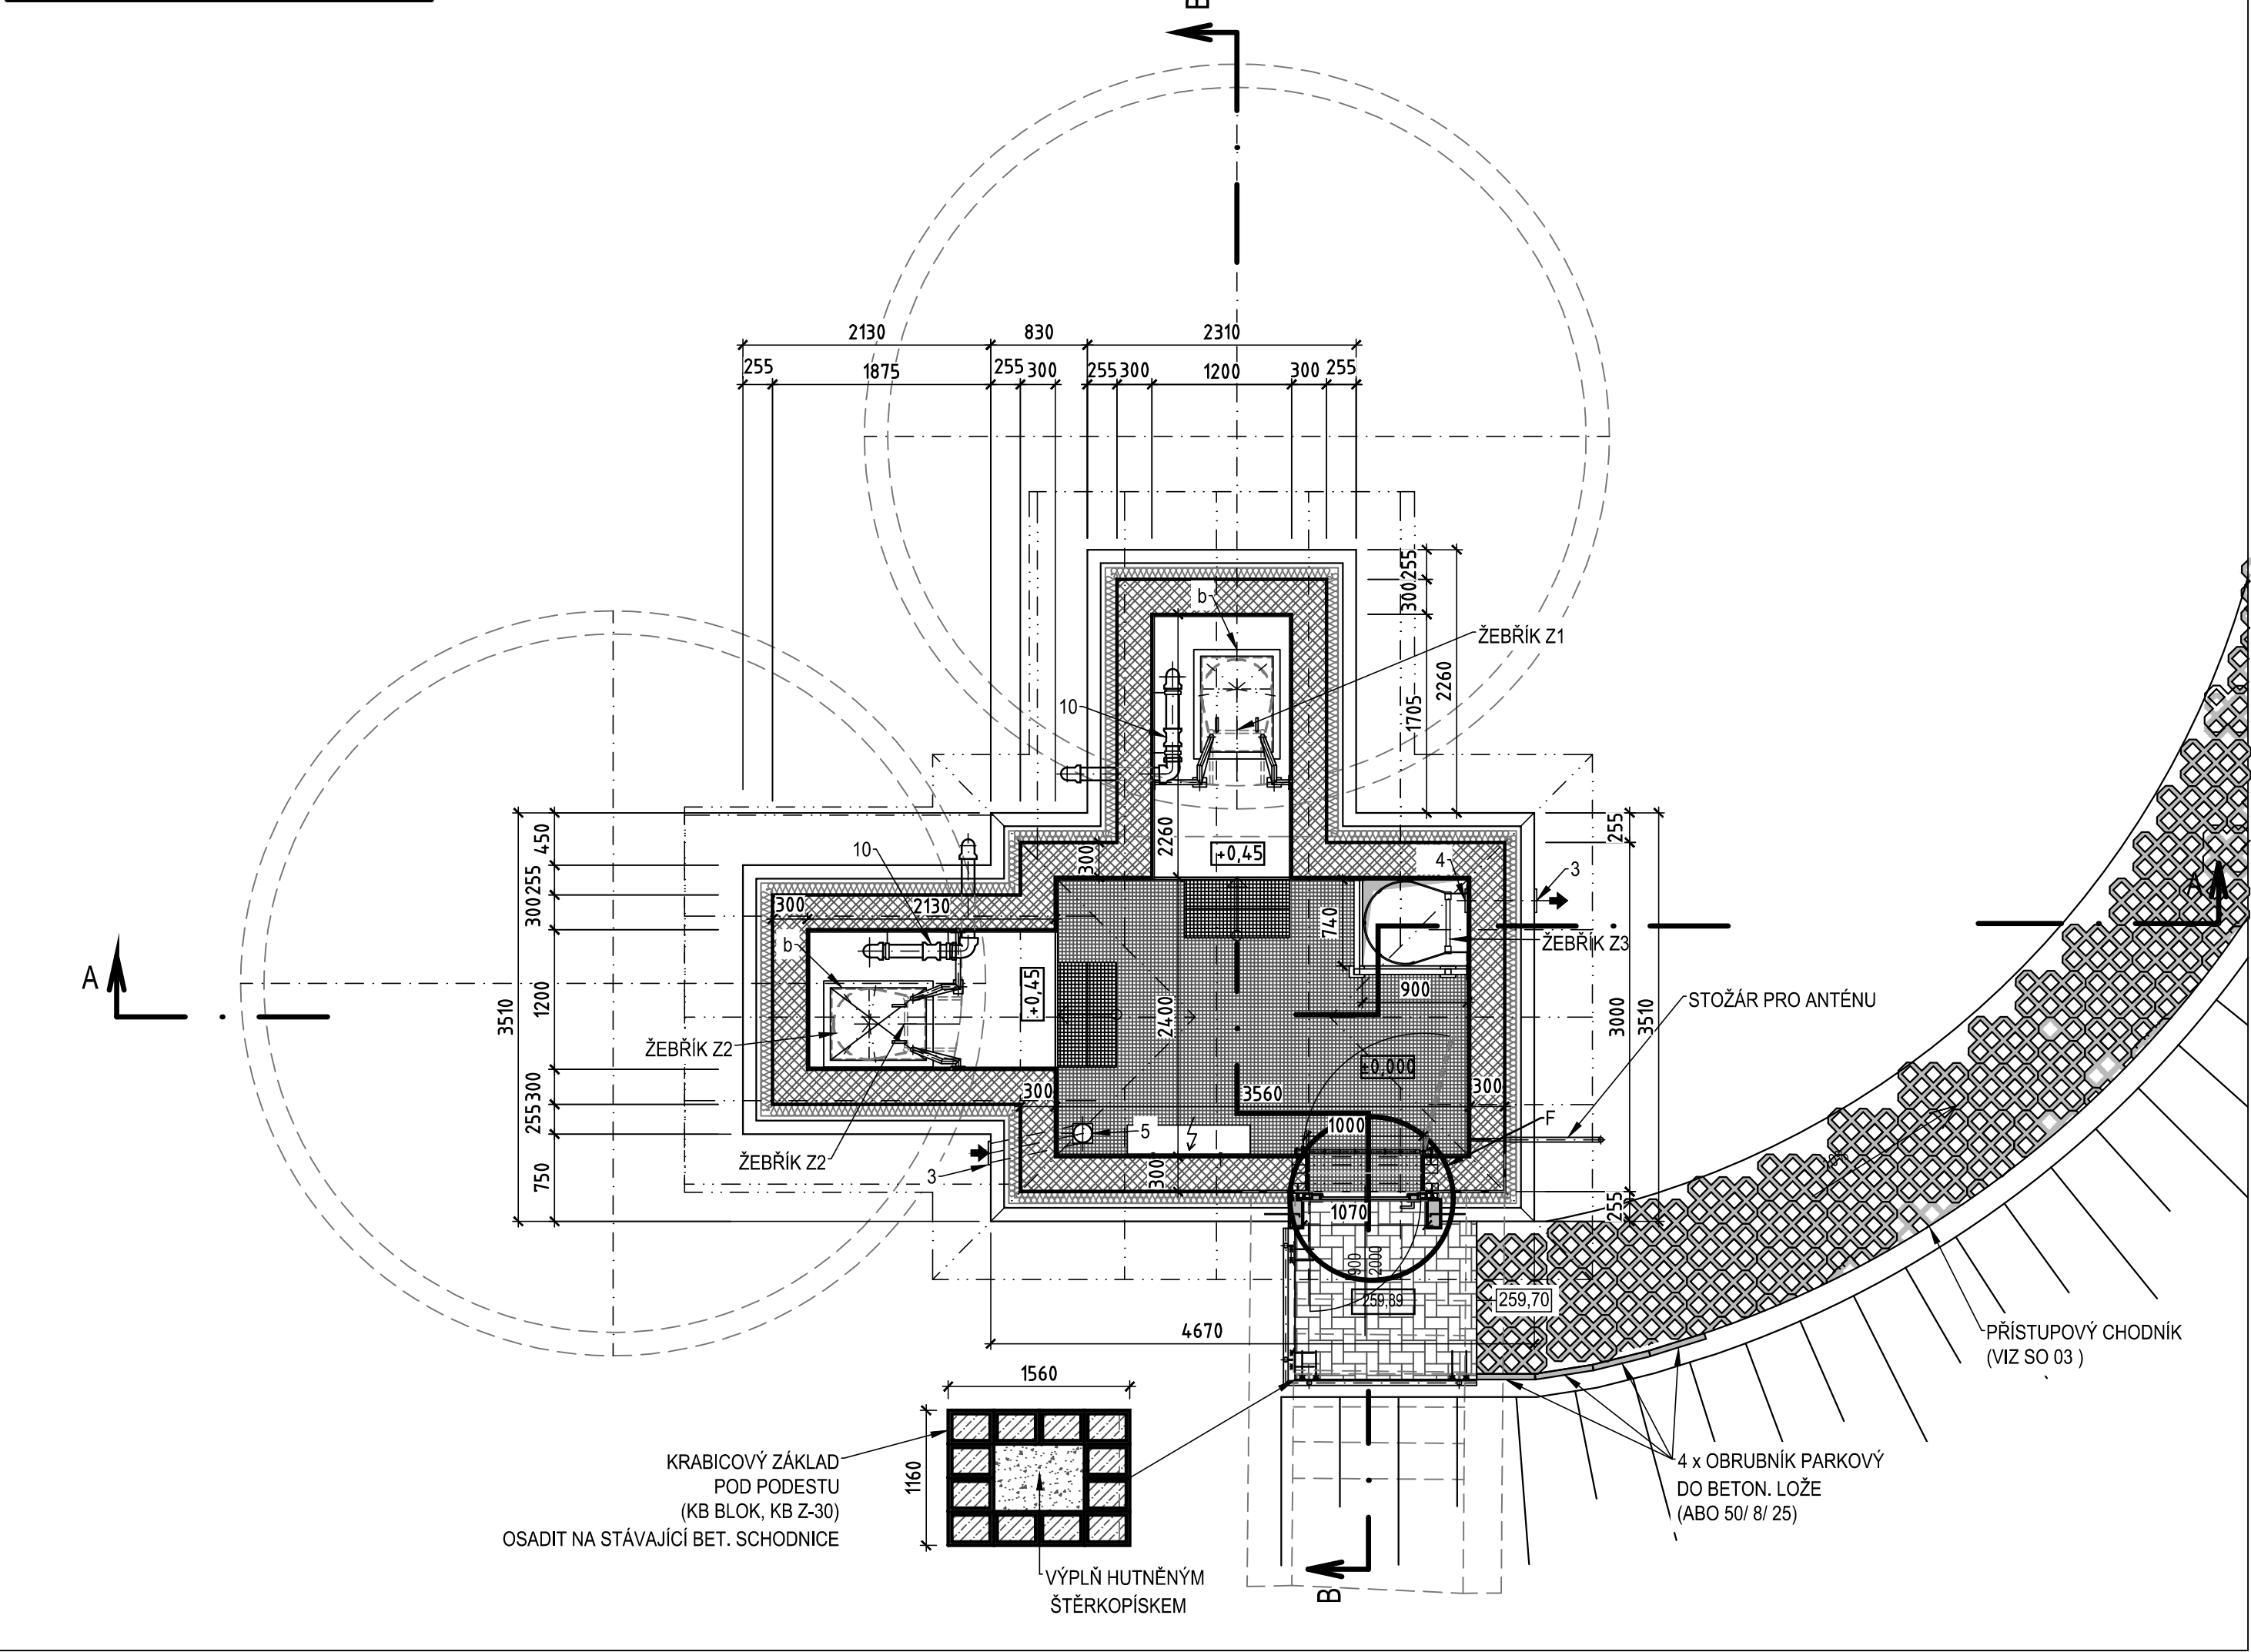 B
2130
830
2310
255
1875
255
300
255
300
1200
300
255
b
ŽEBŘÍK Z1
255
300
2260
1705
10
450
255
300
1200
300
255
750
3510
10
300
2130
b
300
2260
+0,45
4
3
255
740
ŽEBŘÍK Z3
A
A
+0,45
2400
900
STOŽÁR PRO ANTÉNU
3000
3510
ŽEBŘÍK Z2
±0,000
300
3560
300
1000
F
5
ŽEBŘÍK Z2
3
300
1070
255
900
2000
259,89
259,70
4670
PŘÍSTUPOVÝ CHODNÍK
(VIZ SO 03 )
1560
1160
KRABICOVÝ ZÁKLAD
POD PODESTU
(KB BLOK, KB Z-30)
OSADIT NA STÁVAJÍCÍ BET. SCHODNICE
4 x OBRUBNÍK PARKOVÝ
DO BETON. LOŽE
(ABO 50/ 8/ 25)
VÝPLŇ HUTNĚNÝM
ŠTĚRKOPÍSKEM
B